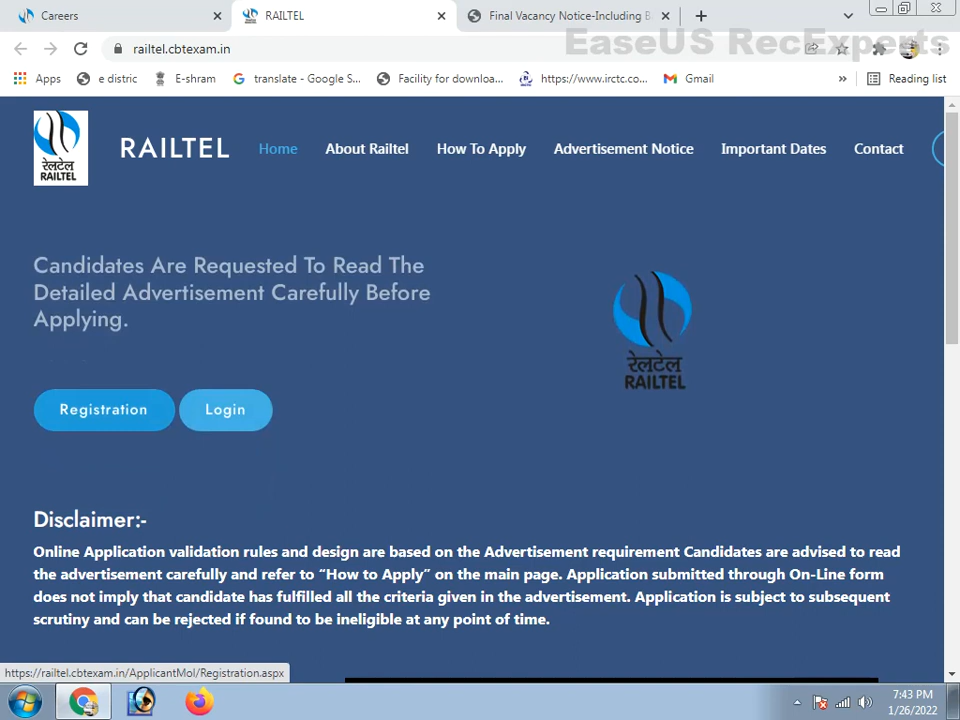 Careers
RAILTEL
Final Vacancy Notice-Including B
railtel.cbtexam.in
EaseUS RecExperts
Apps
e distric
E-shram
translate - Google S...
Facility for downloa...
https://www.irctc.co...
Gmail
»
Reading list
रेलटेल
RAILTEL
RAILTEL
Home
About Railtel
How To Apply
Advertisement Notice
Important Dates
Contact
Candidates Are Requested To Read The
Detailed Advertisement Carefully Before
Applying.
रेलटेल
RAILTEL
Registration
Login
Disclaimer:-
Online Application validation rules and design are based on the Advertisement requirement Candidates are advised to read
the advertisement carefully and refer to “How to Apply” on the main page. Application submitted through On-Line form
does not imply that candidate has fulfilled all the criteria given in the advertisement. Application is subject to subsequent
scrutiny and can be rejected if found to be ineligible at any point of time.
https://railtel.cbtexam.in/ApplicantMol/Registration.aspx
7:43 PM
1/26/2022